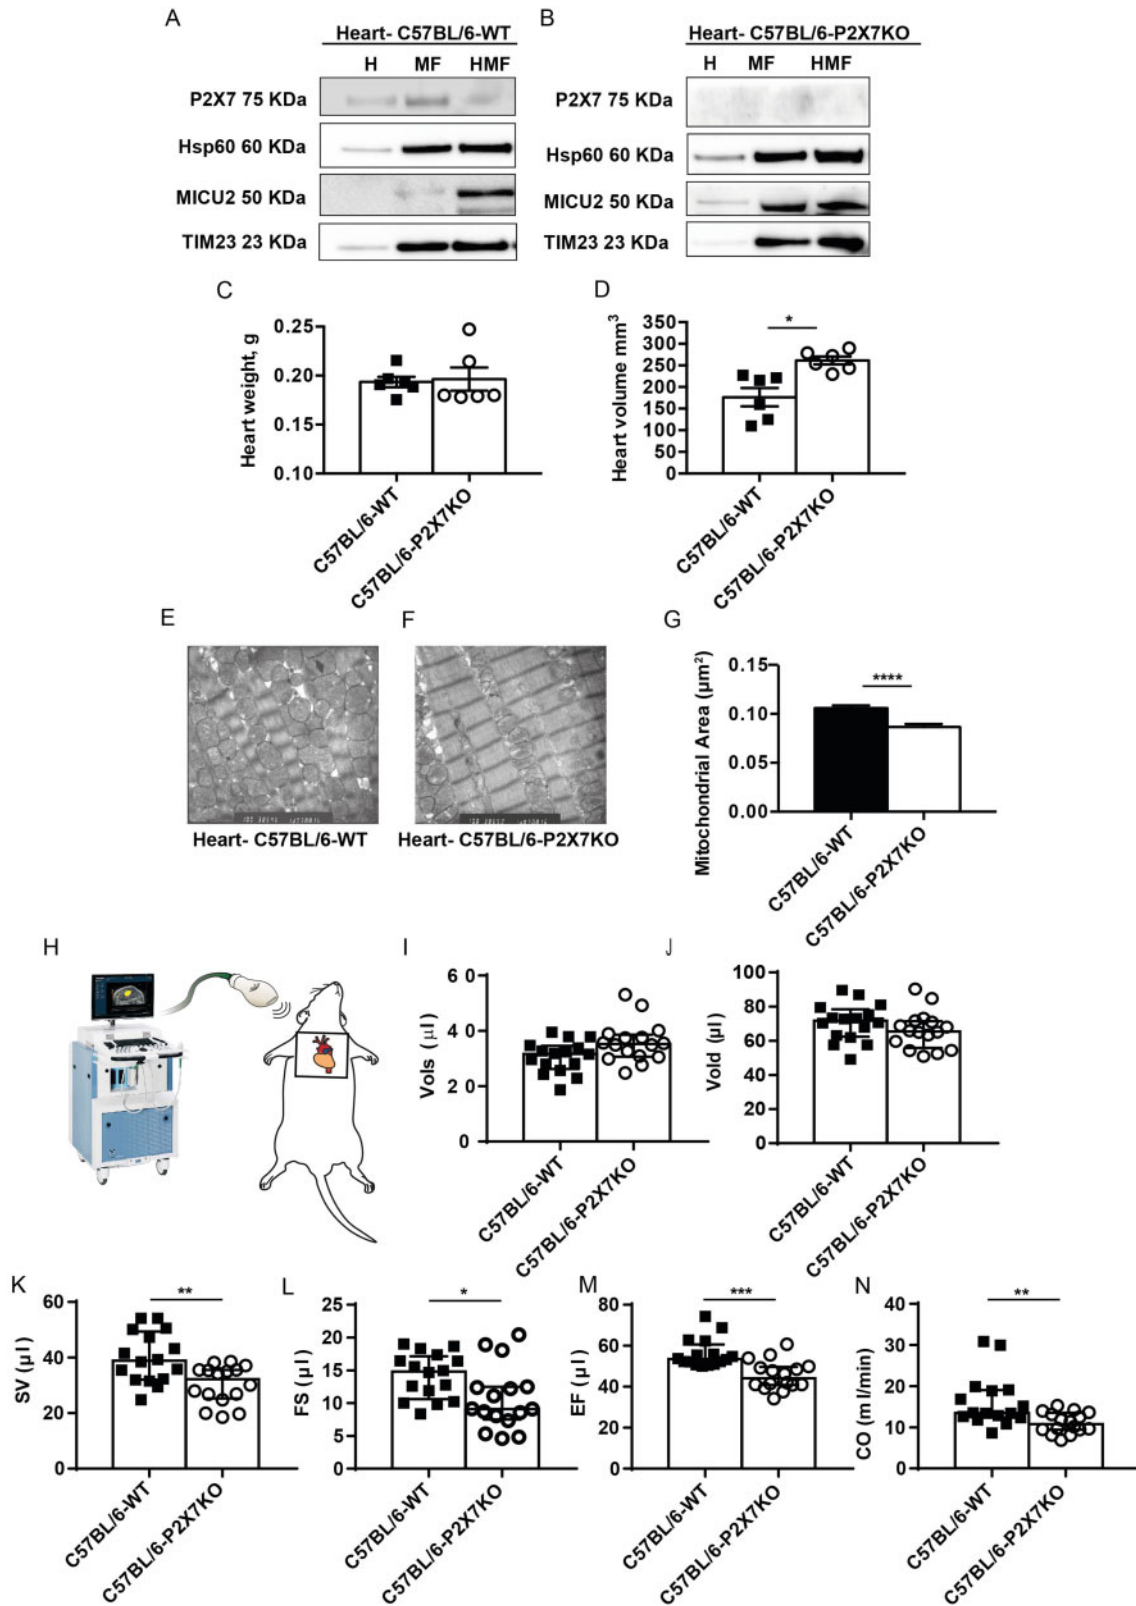 A
Heart- C57BL/6-WT
H MF HMF
P2X7 75 KDa
Hsp60 60 KDa
MICU2 50 KDa
TIM23 23 KDa
B
Heart- C57BL/6-P2X7KO
H MF HMF
P2X7 75 KDa
Hsp60 60 KDa
MICU2 50 KDa
TIM23 23 KDa
C
Heart weight, g
0.25
0.20
0.15
0.10
C57BL/6-WT
C57BL/6-P2X7KO
D
Heart volume mm³
350
300
250
200
150
100
50
0
*
C57BL/6-WT
C57BL/6-P2X7KO
E
Heart- C57BL/6-WT
F
Heart- C57BL/6-P2X7KO
G
Mitochondrial Area (µm²)
0.15
0.10
0.05
0.00
****
C57BL/6-WT
C57BL/6-P2X7KO
H
I
Vols (µl)
6 0
4 0
2 0
0
C57BL/6-WT
C57BL/6-P2X7KO
J
Vold (µl)
100
80
60
40
20
0
C57BL/6-WT
C57BL/6-P2X7KO
K
SV (µl)
60
40
20
0
**
C57BL/6-WT
C57BL/6-P2X7KO
L
FS (µl)
25
20
15
10
5
0
*
C57BL/6-WT
C57BL/6-P2X7KO
M
EF (µl)
80
60
40
20
0
***
C57BL/6-WT
C57BL/6-P2X7KO
N
CO (ml/min)
40
30
20
10
0
**
C57BL/6-WT
C57BL/6-P2X7KO